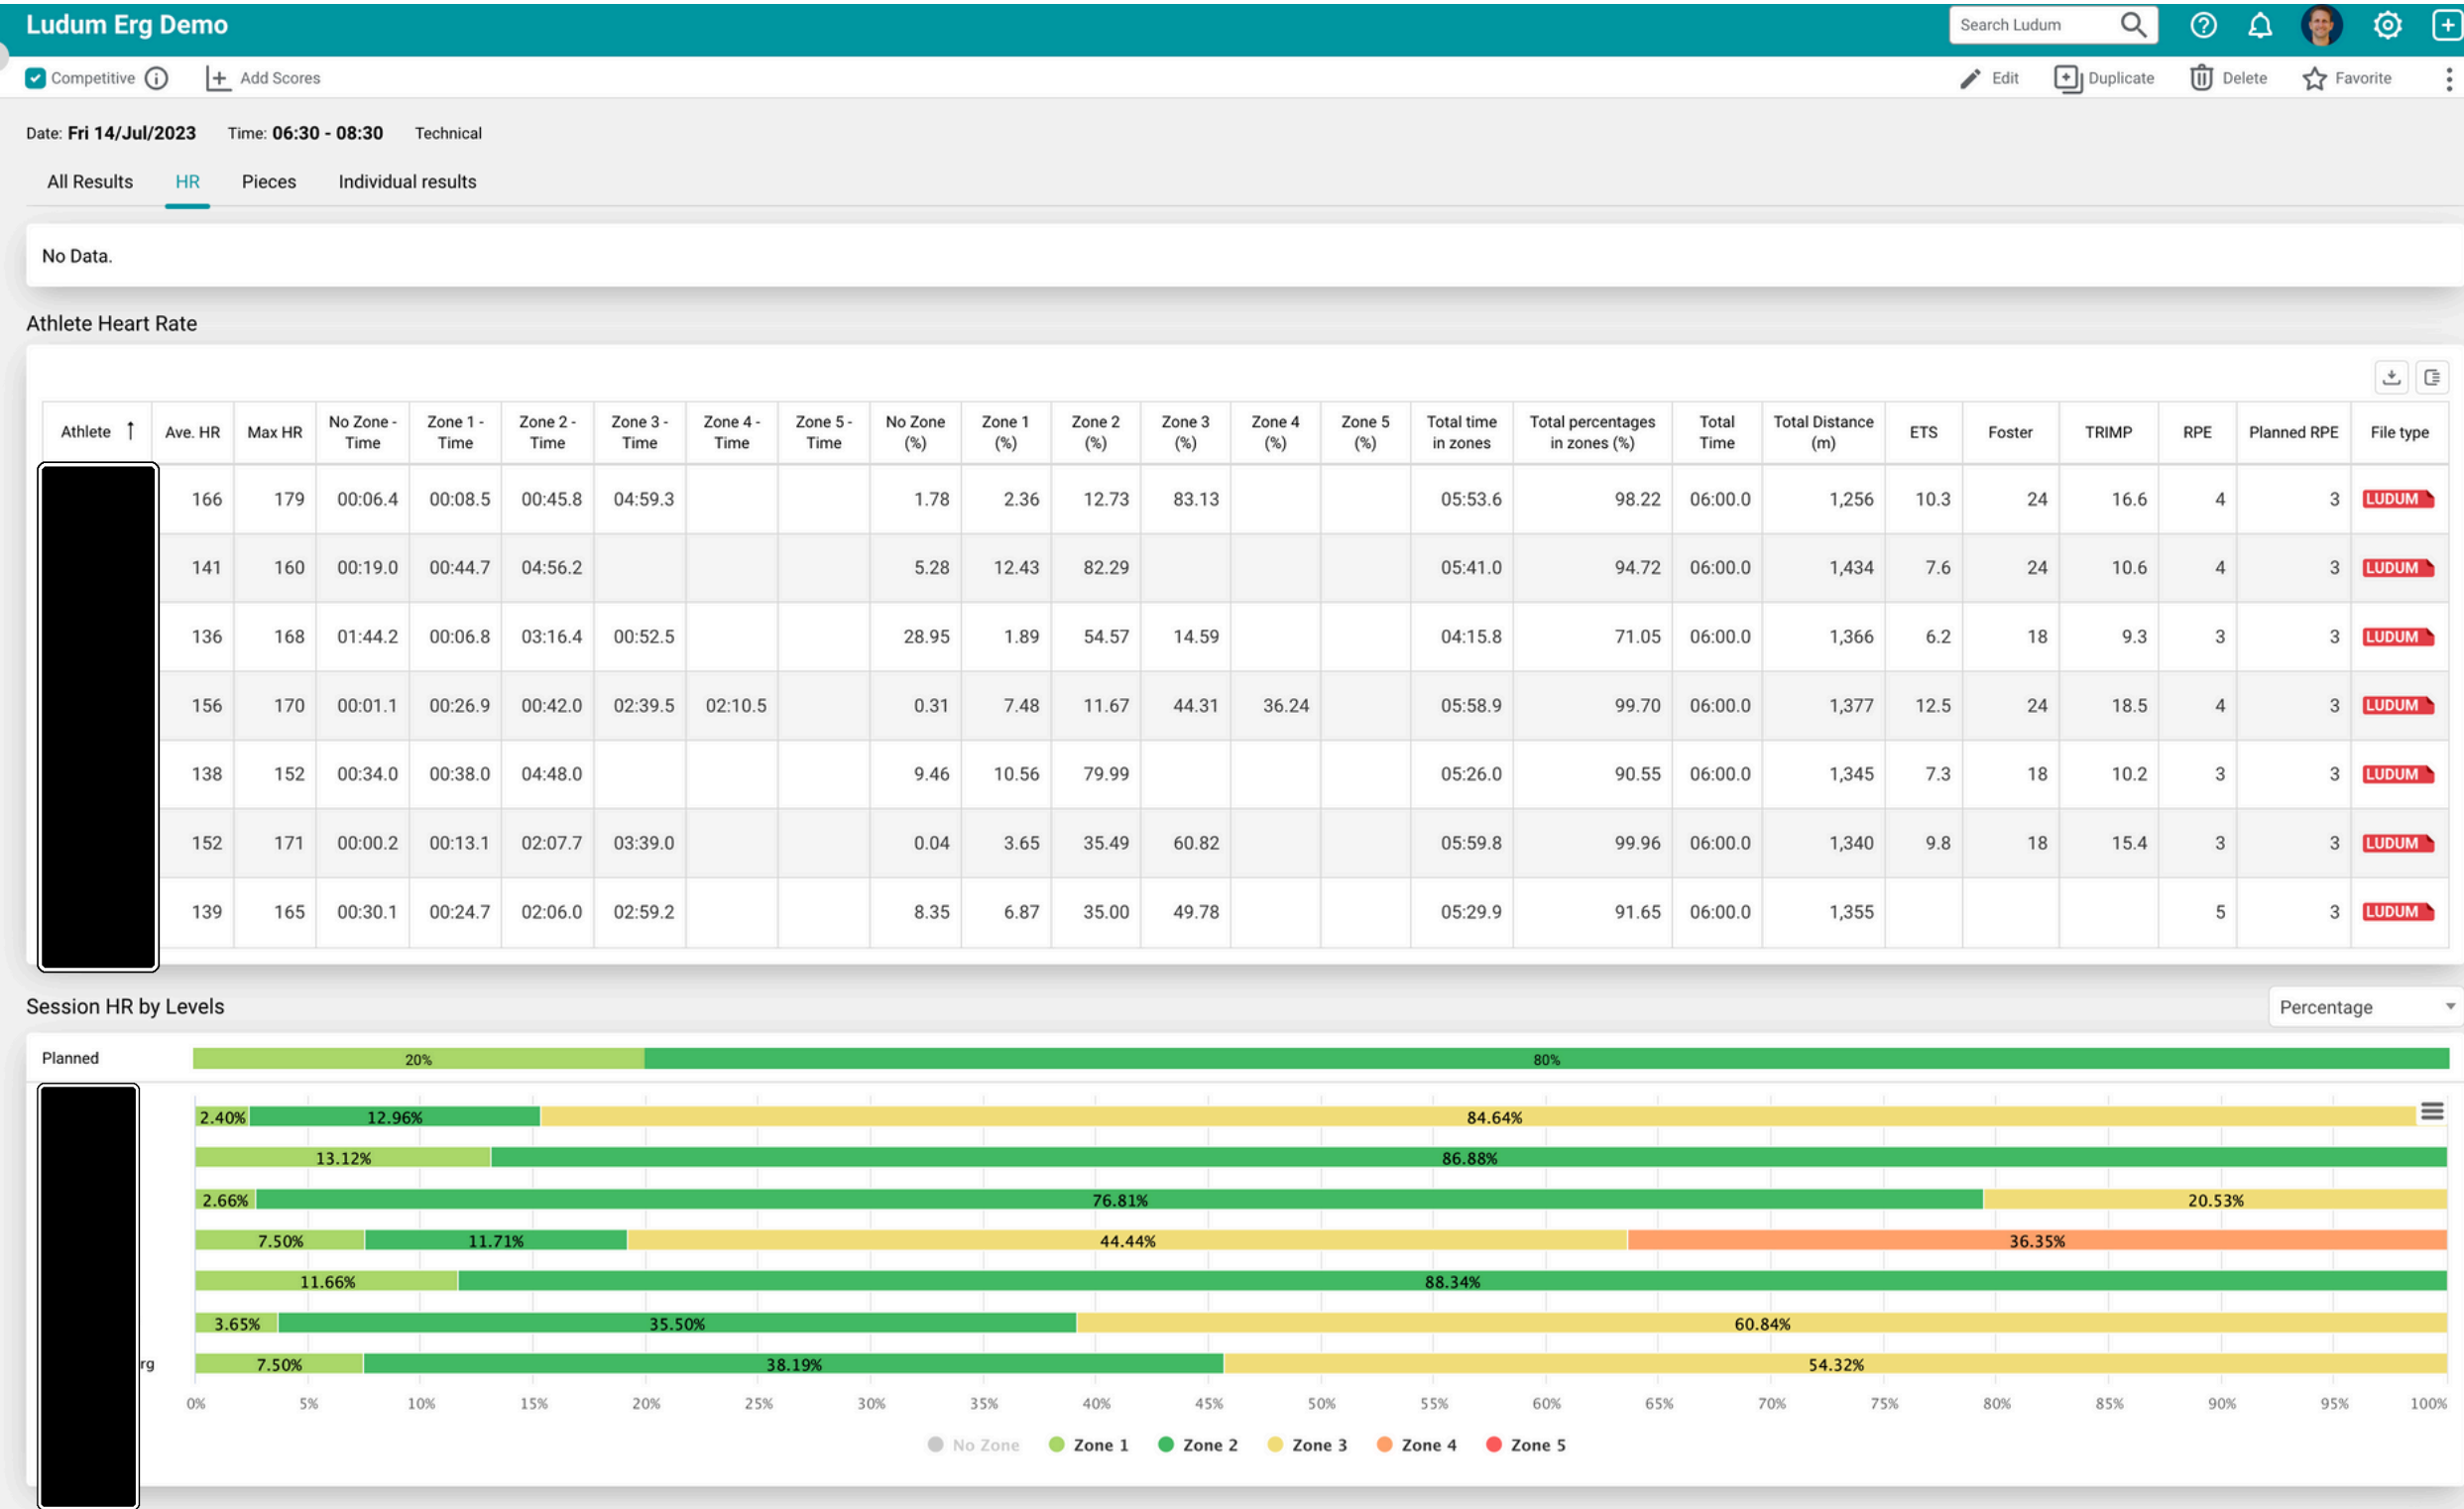 Ludum Erg Demo
Search Ludum
Competitive Add Scores Edit Duplicate Delete Favorite
Date: Fri 14/Jul/2023 Time: 06:30 - 08:30 Technical
All Results HR Pieces Individual results
No Data.
Athlete Heart Rate
Athlete ↑ Ave. HR Max HR No Zone - Time Zone 1 - Time Zone 2 - Time Zone 3 - Time Zone 4 - Time Zone 5 - Time No Zone (%) Zone 1 (%) Zone 2 (%) Zone 3 (%) Zone 4 (%) Zone 5 (%) Total time in zones Total percentages in zones (%) Total Time Total Distance (m) ETS Foster TRIMP RPE Planned RPE File type
166 179 00:06.4 00:08.5 00:45.8 04:59.3 1.78 2.36 12.73 83.13 05:53.6 98.22 06:00.0 1,256 10.3 24 16.6 4 3 LUDUM
141 160 00:19.0 00:44.7 04:56.2 5.28 12.43 82.29 05:41.0 94.72 06:00.0 1,434 7.6 24 10.6 4 3 LUDUM
136 168 01:44.2 00:06.8 03:16.4 00:52.5 28.95 1.89 54.57 14.59 04:15.8 71.05 06:00.0 1,366 6.2 18 9.3 3 3 LUDUM
156 170 00:01.1 00:26.9 00:42.0 02:39.5 02:10.5 0.31 7.48 11.67 44.31 36.24 05:58.9 99.70 06:00.0 1,377 12.5 24 18.5 4 3 LUDUM
138 152 00:34.0 00:38.0 04:48.0 9.46 10.56 79.99 05:26.0 90.55 06:00.0 1,345 7.3 18 10.2 3 3 LUDUM
152 171 00:00.2 00:13.1 02:07.7 03:39.0 0.04 3.65 35.49 60.82 05:59.8 99.96 06:00.0 1,340 9.8 18 15.4 3 3 LUDUM
139 165 00:30.1 00:24.7 02:06.0 02:59.2 8.35 6.87 35.00 49.78 05:29.9 91.65 06:00.0 1,355 5 3 LUDUM
Session HR by Levels Percentage
Planned 20% 80%
2.40% 12.96% 84.64%
13.12% 86.88%
2.66% 76.81% 20.53%
7.50% 11.71% 44.44% 36.35%
11.66% 88.34%
3.65% 35.50% 60.84%
rg 7.50% 38.19% 54.32%
0% 5% 10% 15% 20% 25% 30% 35% 40% 45% 50% 55% 60% 65% 70% 75% 80% 85% 90% 95% 100%
No Zone Zone 1 Zone 2 Zone 3 Zone 4 Zone 5